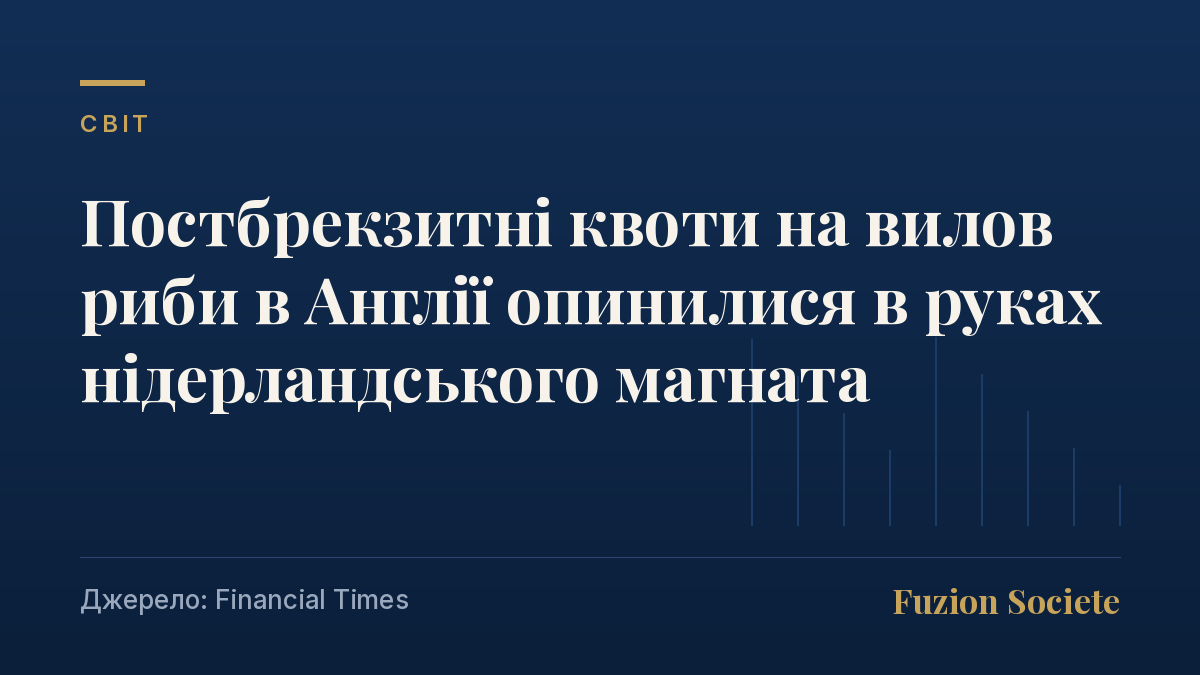 СВІТ
Постбрекзитні квоти на вилов
риби в Англії опинилися в руках
нідерландського магната
Джерело: Financial Times
Fuzion Societe